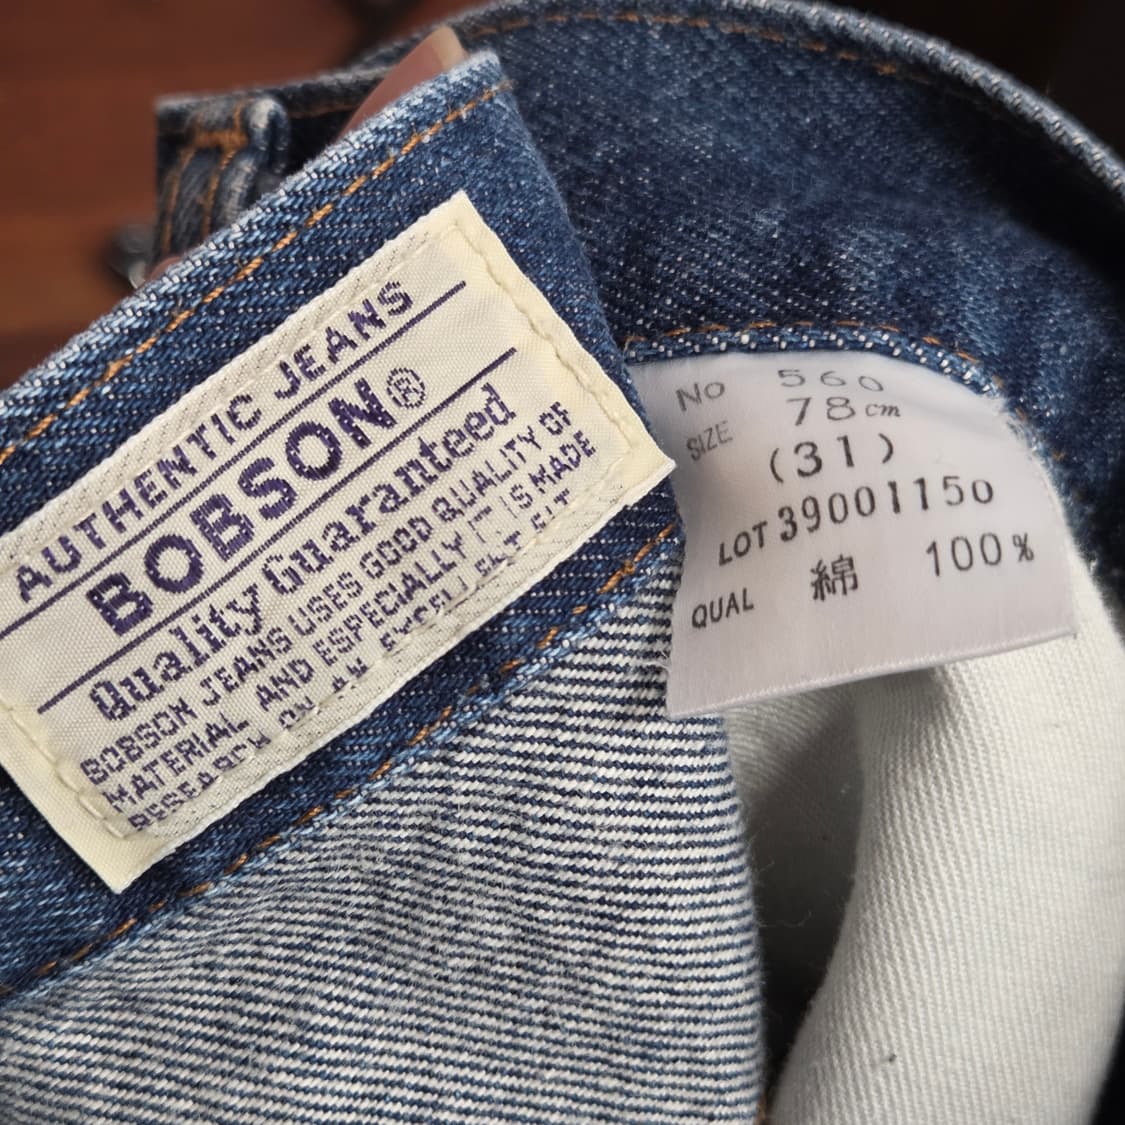 AUTHENTIC JEANS
BOBSON®
Quality Guaranteed
BOBSON JEANS USES GOOD QUALITY OF
MATERIAL AND ESPECIALLY IS MADE
RESEARCH
No 560
SIZE 78cm
(31)
LOT 39001150
QUAL 綿 100%